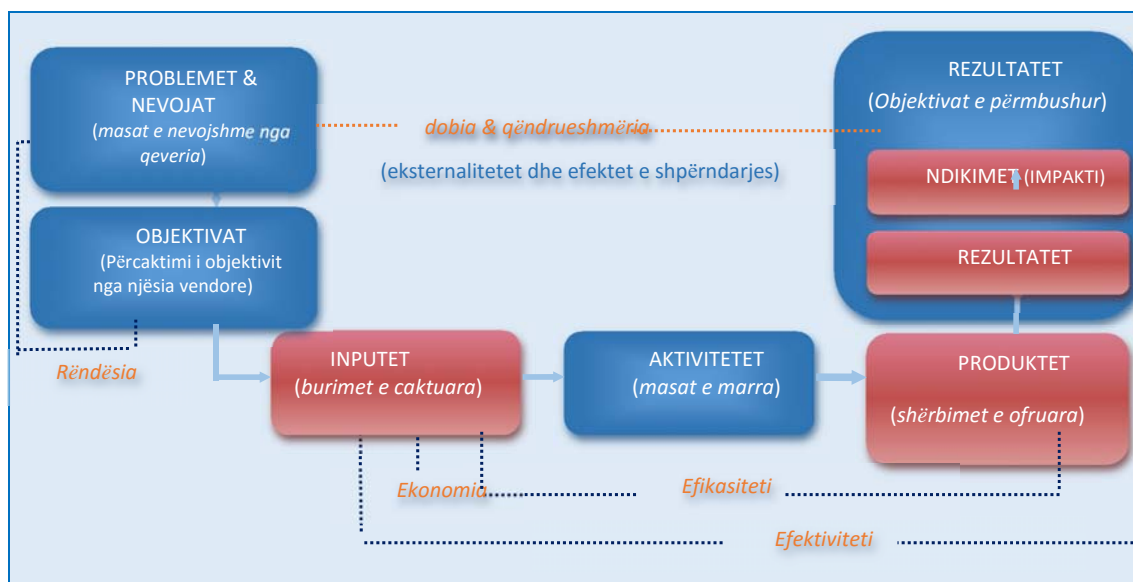 PROBLEMET &
NEVOJAT
(masat e nevojshme nga
qeveria)
OBJEKTIVAT
(Përcaktimi i objektivit
nga njësia vendore)
Rëndësia
dobia & qëndrueshmëria
(eksternalitetet dhe efektet e shpërndarjes)
REZULTATET
(Objektivat e përmbushur)
NDIKIMET (IMPAKTI)
REZULTATET
INPUTET
(burimet e caktuara)
AKTIVITETET
(masat e marra)
PRODUKTET
(shërbimet e ofruara)
Ekonomia
Efikasiteti
Efektiviteti